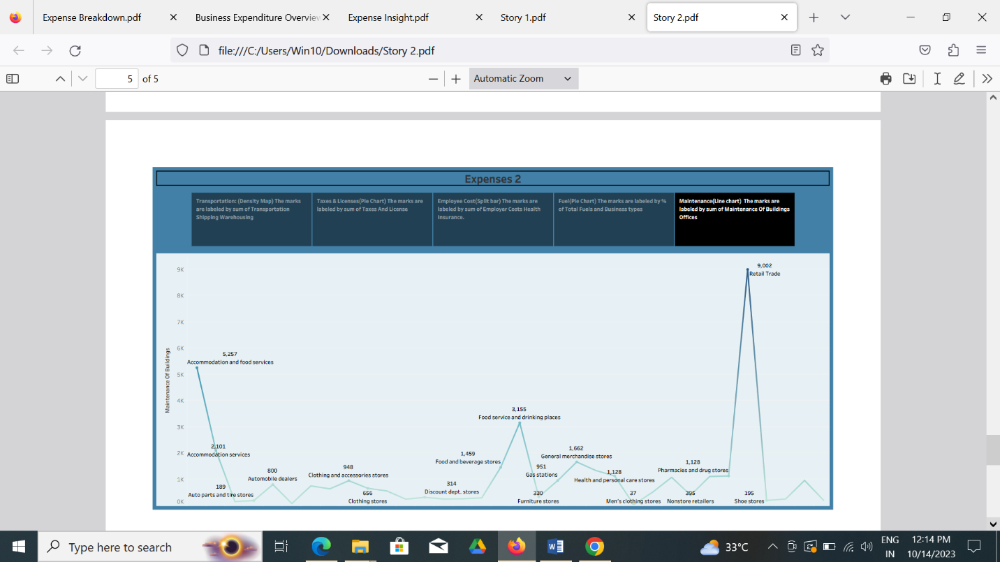 Expense Breakdown.pdf
Business Expenditure Overview
Expense Insight.pdf
Story 1.pdf
Story 2.pdf
file:///C:/Users/Win10/Downloads/Story 2.pdf
5 of 5
Automatic Zoom
Expenses 2
Transportation: (Density Map) The marks
are labeled by sum of Transportation
Shipping Warehousing
Taxes & Licenses(Pie Chart) The marks are
labeled by sum of Taxes And License
Employee Cost(Split bar) The marks are
labeled by sum of Employer Costs Health
Insurance.
Fuel(Pie Chart) The marks are labeled by %
of Total Fuels and Business types
Maintenance(Line chart) The marks are
labeled by sum of Maintenance Of Buildings
Offices
Maintenance Of Buildings
9K
8K
7K
6K
5K
4K
3K
2K
1K
0K
5,257
Accommodation and food services
2,101
Accommodation services
189
Auto parts and tire stores
800
Automobile dealers
948
Clothing and accessories stores
656
Clothing stores
314
Discount dept. stores
1,459
Food and beverage stores
3,155
Food service and drinking places
951
Gas stations
330
Furniture stores
1,662
General merchandise stores
1,128
Health and personal care stores
37
Men's clothing stores
395
Nonstore retailers
1,128
Pharmacies and drug stores
9,002
Retail Trade
195
Shoe stores
Type here to search
33°C
ENG
IN
12:14 PM
10/14/2023